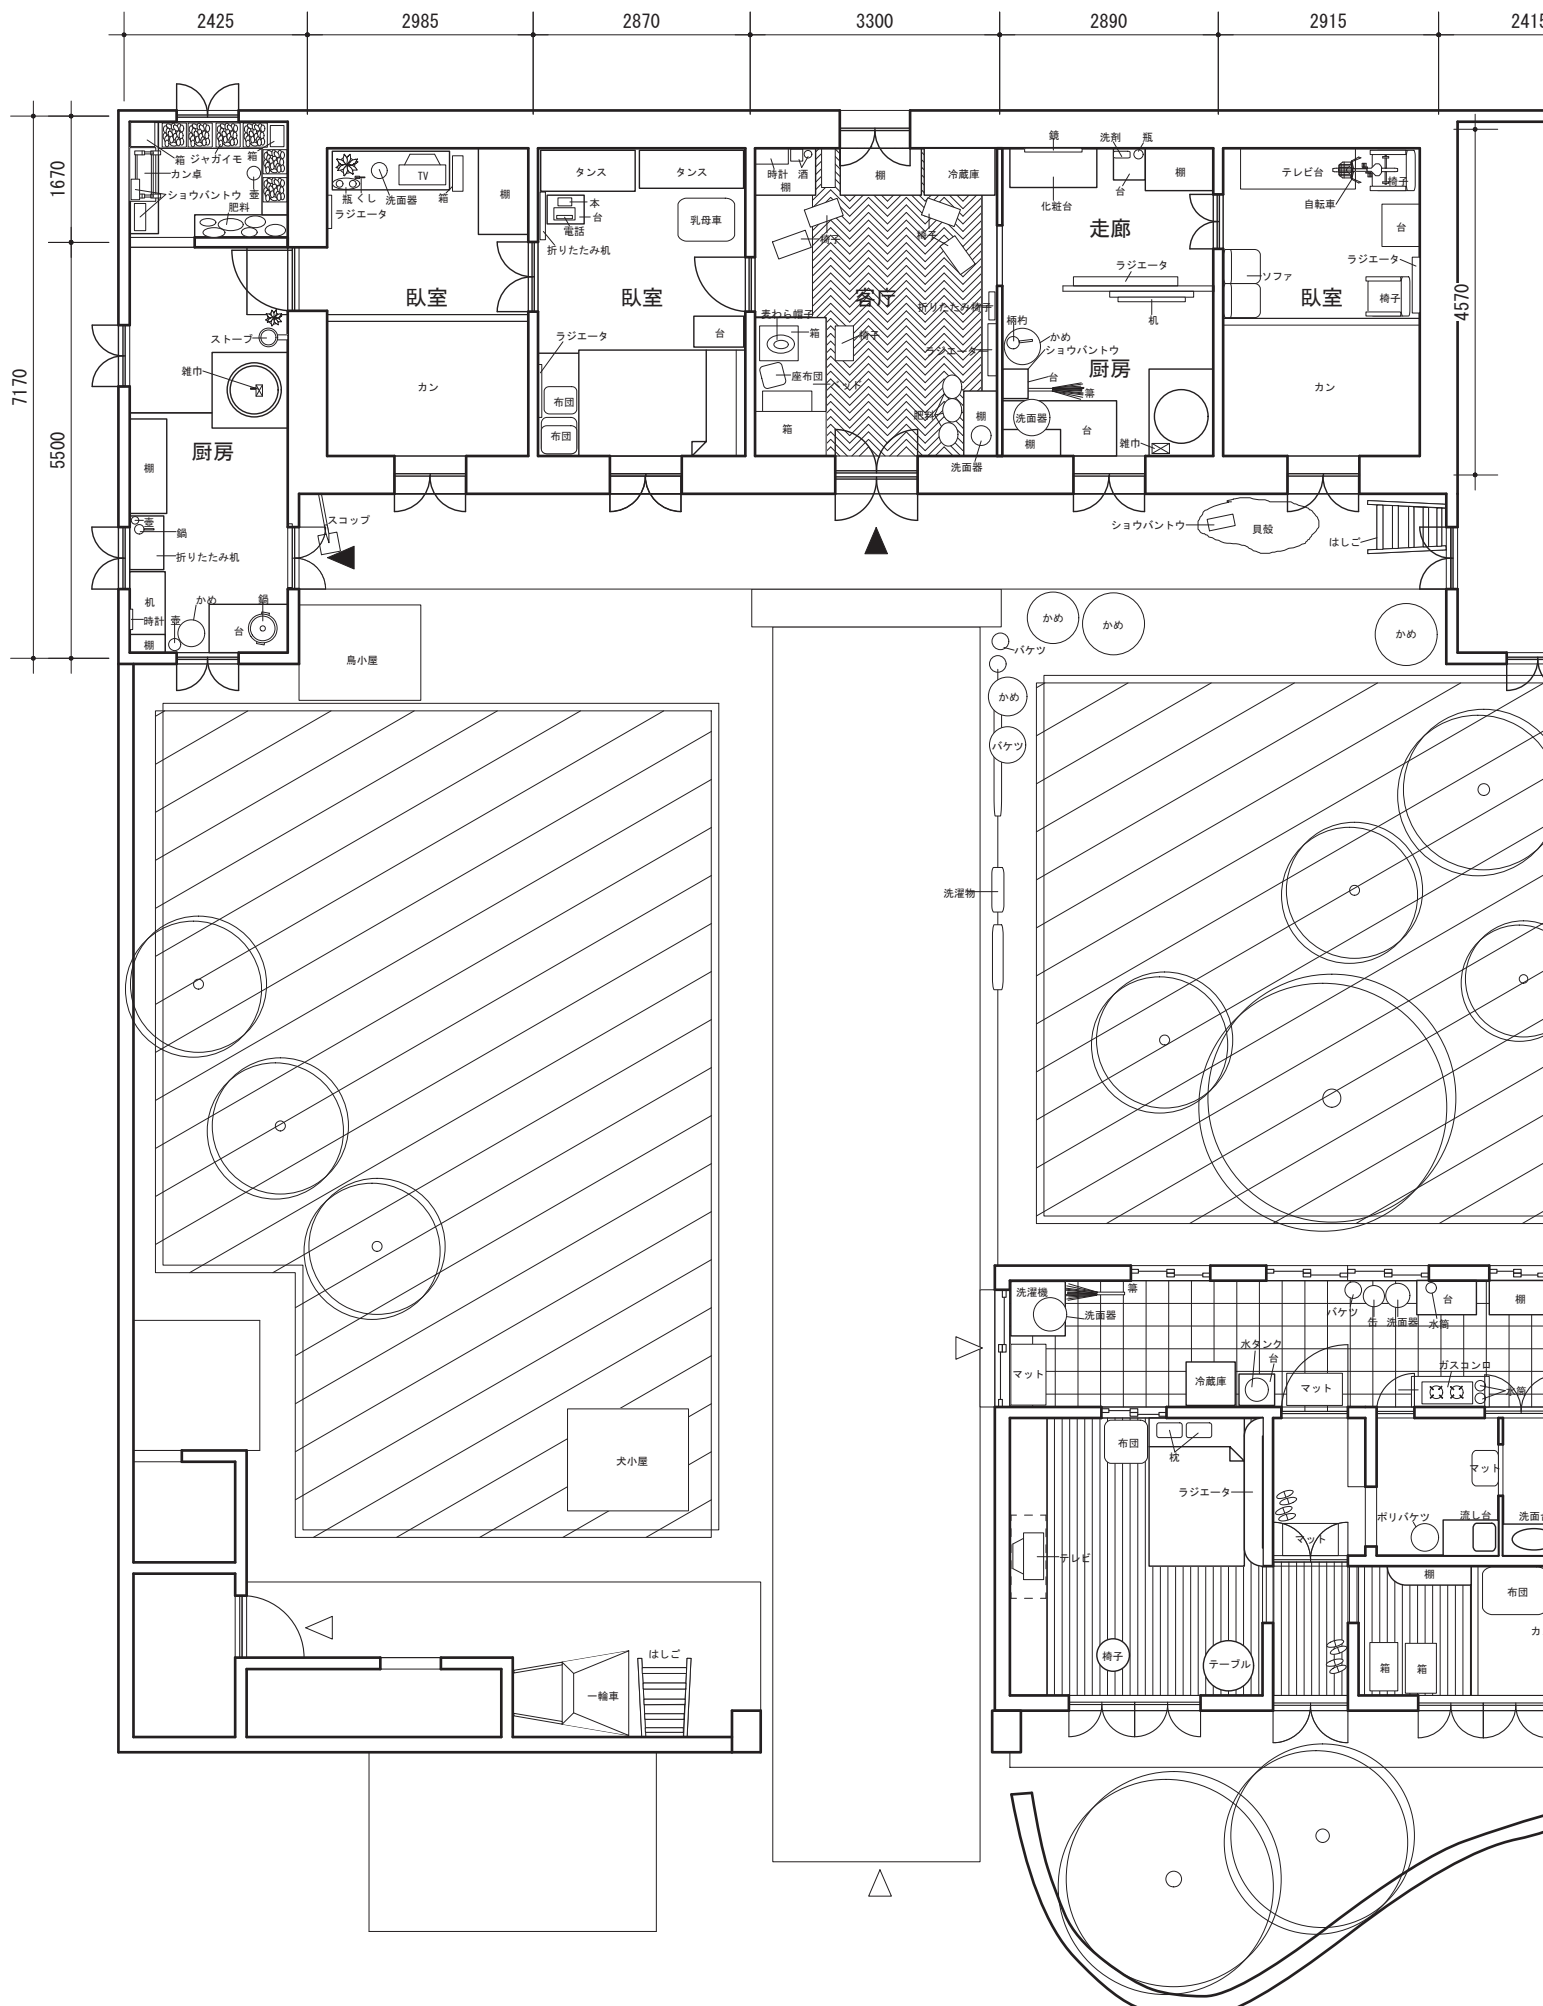 2425
2985
2870
3300
2890
2915
2415
1670
7170
5500
4570
箱
ジャガイモ
箱
カン卓
ショウバントウ
壺
肥料
瓶
くし
洗面器
TV
箱
ラジエータ
棚
臥室
カン
タンス
タンス
本
台
電話
折りたたみ机
乳母車
臥室
ラジエータ
台
布団
布団
時計
酒
棚
棚
冷蔵庫
椅子
椅子
客厅
折りたたみ椅子
麦わら帽子
箱
椅子
ラジエータ
座布団
ベッド
肥料
箱
棚
洗面器
鏡
洗剤
瓶
化粧台
台
棚
走廊
ラジエータ
机
柄杓
かめ
ショウバントウ
厨房
台
箒
洗面器
台
棚
雑巾
テレビ台
椅子
自転車
台
ラジエータ
ソファ
臥室
椅子
カン
ストーブ
雑巾
厨房
棚
壺
鍋
折りたたみ机
机
かめ
鍋
時計
壺
台
棚
スコップ
ショウバントウ
貝殻
はしご
鳥小屋
かめ
かめ
かめ
バケツ
かめ
バケツ
洗濯物
犬小屋
はしご
一輪車
洗濯機
箒
洗面器
マット
冷蔵庫
水タンク
台
マット
バケツ
缶
洗面器
台
水筒
棚
ガスコンロ
水筒
布団
枕
ラジエータ
テレビ
椅子
テーブル
マット
マット
ポリバケツ
流し台
洗面台
棚
布団
カ
箱
箱